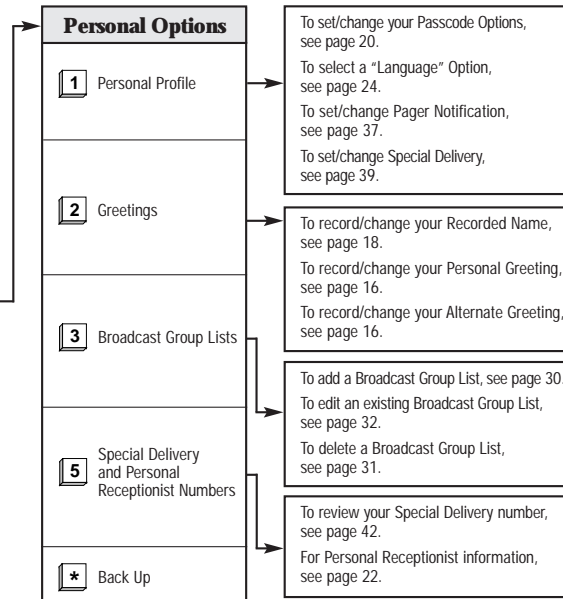 Personal Options
1 Personal Profile
To set/change your Passcode Options,
see page 20.
To select a “Language” Option,
see page 24.
To set/change Pager Notification,
see page 37.
To set/change Special Delivery,
see page 39.
2 Greetings
To record/change your Recorded Name,
see page 18.
To record/change your Personal Greeting,
see page 16.
To record/change your Alternate Greeting,
see page 16.
3 Broadcast Group Lists
To add a Broadcast Group List, see page 30.
To edit an existing Broadcast Group List,
see page 32.
To delete a Broadcast Group List,
see page 31.
5 Special Delivery
and Personal
Receptionist Numbers
To review your Special Delivery number,
see page 42.
For Personal Receptionist information,
see page 22.
* Back Up